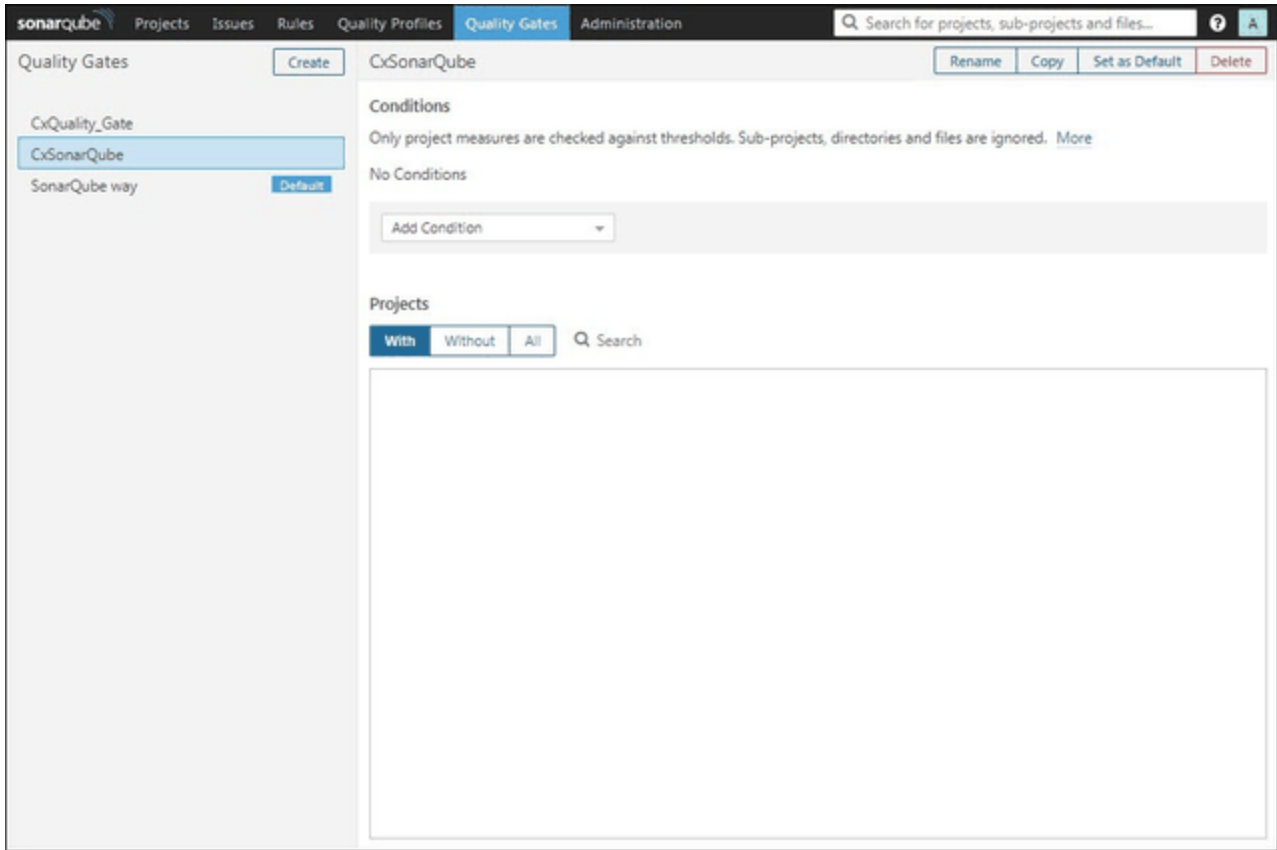 sonarqube Projects Issues Rules Quality Profiles Quality Gates Administration Search for projects, sub-projects and files... ? A
Quality Gates Create
CxQuality_Gate
CxSonarQube
SonarQube way Default
CxSonarQube Rename Copy Set as Default Delete
Conditions
Only project measures are checked against thresholds. Sub-projects, directories and files are ignored. More
No Conditions
Add Condition
Projects
With Without All Search